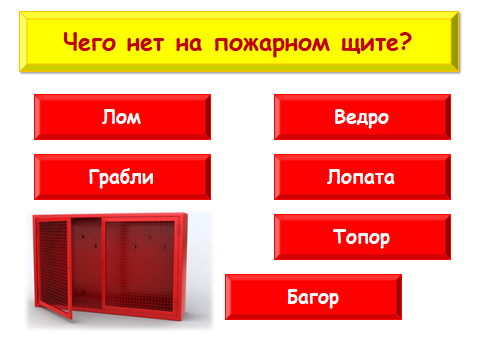 Чего нет на пожарном щите?
Лом
Ведро
Грабли
Лопата
Топор
Багор